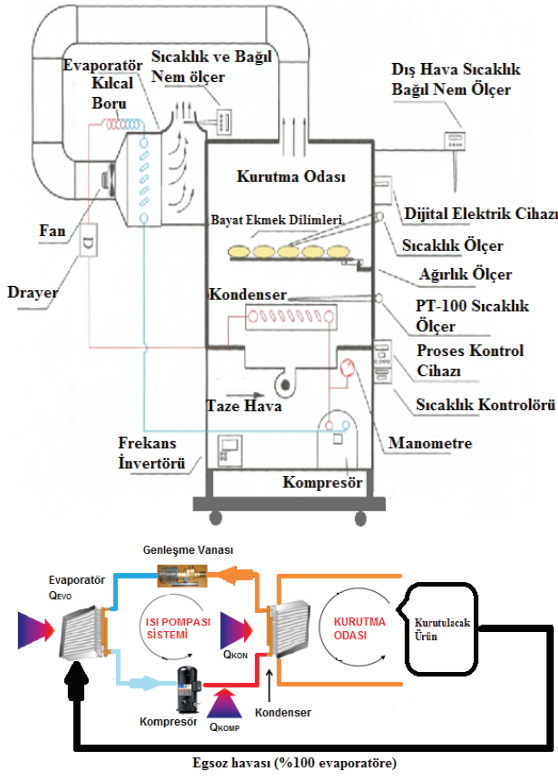 Sıcaklık ve Bağıl
Nem ölçer
Evaporatör
Kılcal
Boru
Dış Hava Sıcaklık
Bağıl Nem Ölçer
Kurutma Odası
Dijital Elektrik Cihazı
Bayat Ekmek Dilimleri
Fan
Sıcaklık Ölçer
D
Ağırlık Ölçer
Drayer
Kondenser
PT-100 Sıcaklık
Ölçer
Proses Kontrol
Cihazı
Taze Hava
Sıcaklık Kontrolörü
Manometre
Frekans
İnvertörü
Kompresör
Genleşme Vanası
Evaporatör
QEVO
ISI POMPASI
SİSTEMİ
QKON
KURUTMA
ODASI
Kurutulacak
Ürün
Kompresör
QKOMP
Kondenser
Egsoz havası (%100 evaporatöre)